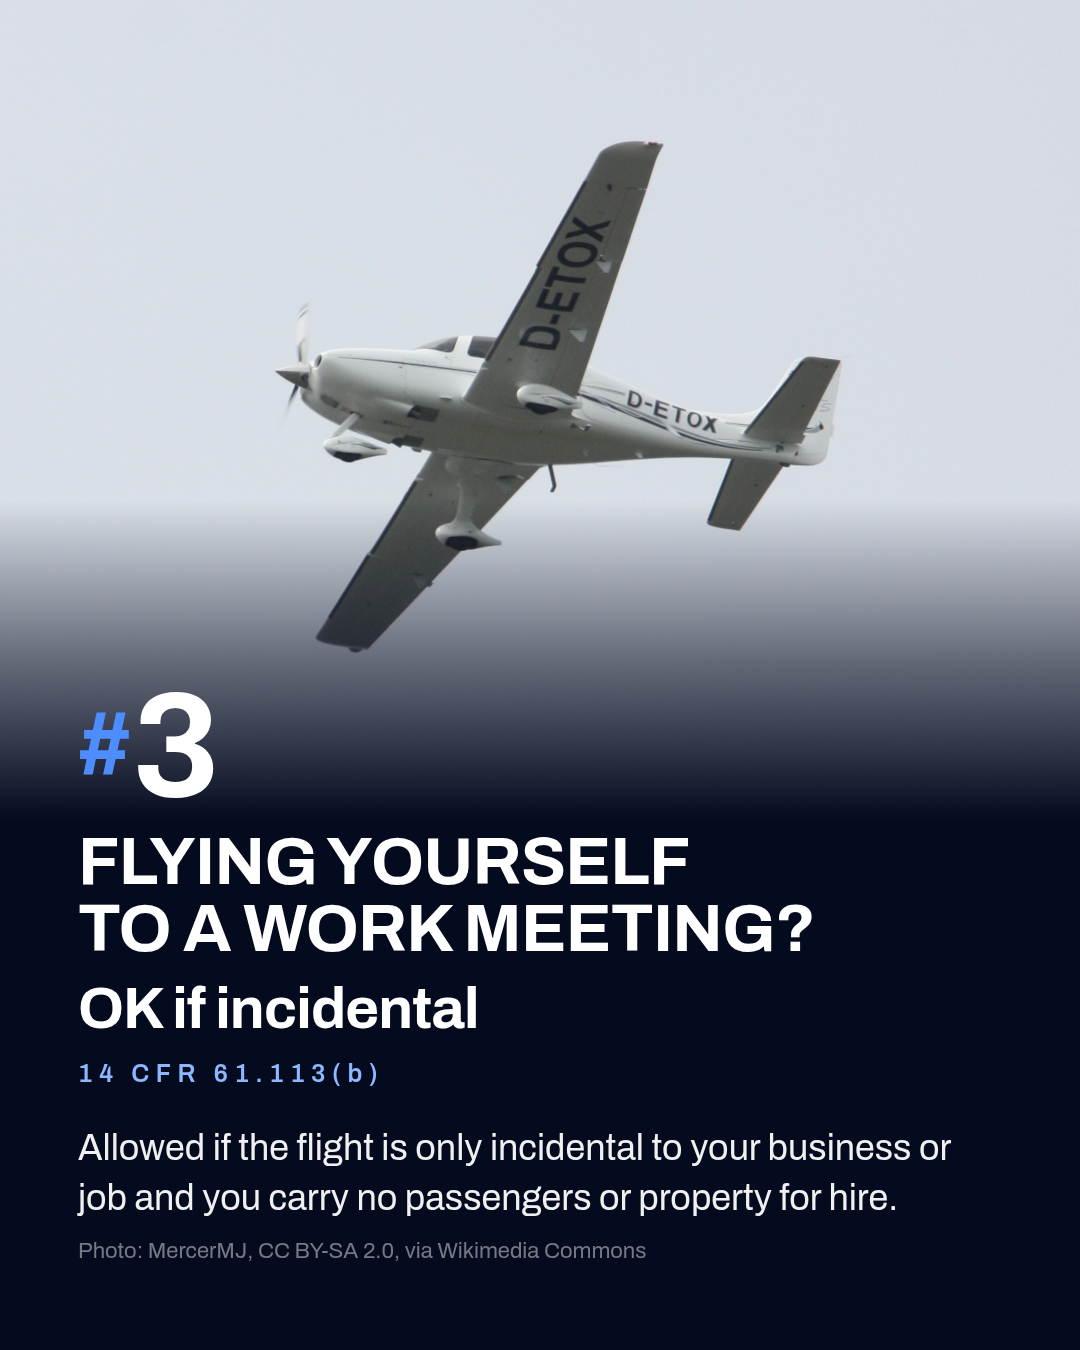 D-ETOX
D-ETOX
#3
FLYING YOURSELF
TO A WORK MEETING?
OK if incidental
14 CFR 61.113(b)
Allowed if the flight is only incidental to your business or
job and you carry no passengers or property for hire.
Photo: MercerMJ, CC BY-SA 2.0, via Wikimedia Commons